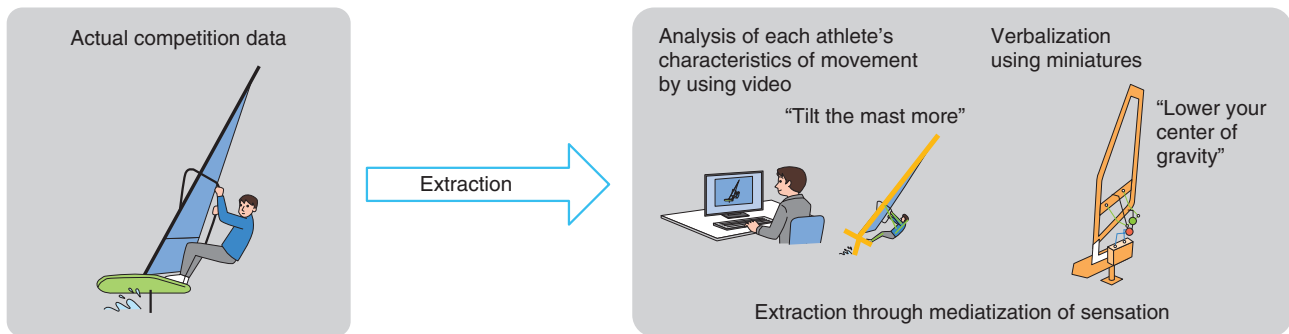 Actual competition data
Extraction
Analysis of each athlete's
characteristics of movement
by using video
“Tilt the mast more”
Verbalization
using miniatures
“Lower your
center of
gravity”
Extraction through mediatization of sensation